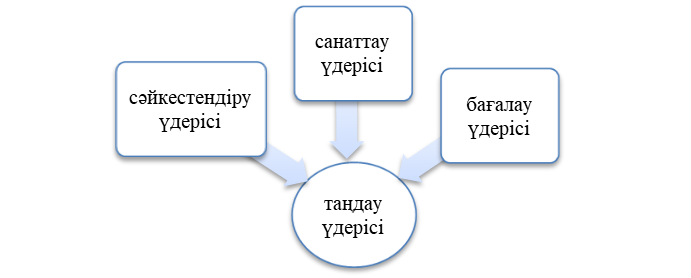 сәйкестендіру
үдерісі
санаттау
үдерісі
бағалау
үдерісі
таңдау
үдерісі